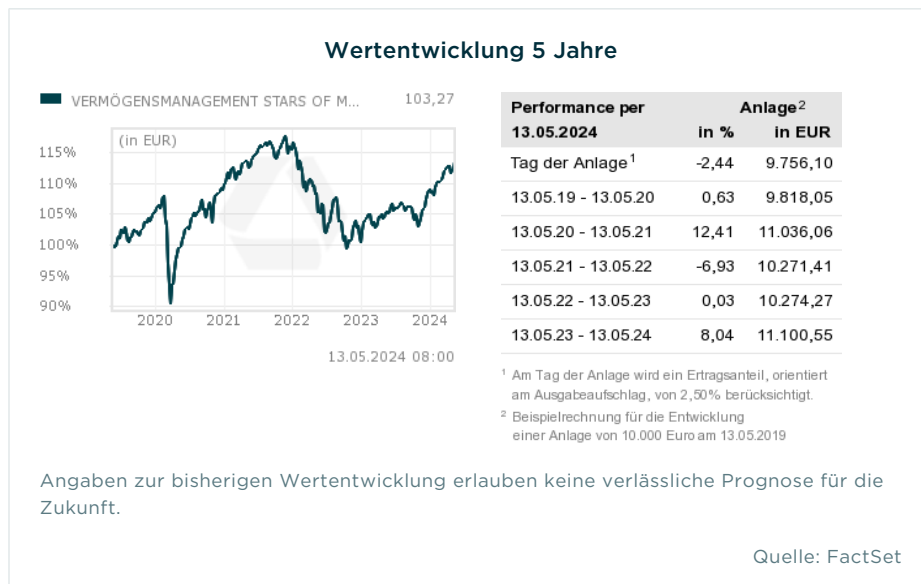 Wertentwicklung 5 Jahre
VERMÖGENSMANAGEMENT STARS OF M... 103,27
(in EUR)
115%
110%
105%
100%
95%
90%
2020 2021 2022 2023 2024
13.05.2024 08:00
Performance per Anlage²
13.05.2024 in % in EUR
Tag der Anlage¹ -2,44 9.756,10
13.05.19 - 13.05.20 0,63 9.818,05
13.05.20 - 13.05.21 12,41 11.036,06
13.05.21 - 13.05.22 -6,93 10.271,41
13.05.22 - 13.05.23 0,03 10.274,27
13.05.23 - 13.05.24 8,04 11.100,55
¹ Am Tag der Anlage wird ein Ertragsanteil, orientiert
am Ausgabeaufschlag, von 2,50% berücksichtigt.
² Beispielrechnung für die Entwicklung
einer Anlage von 10.000 Euro am 13.05.2019
Angaben zur bisherigen Wertentwicklung erlauben keine verlässliche Prognose für die
Zukunft.
Quelle: FactSet